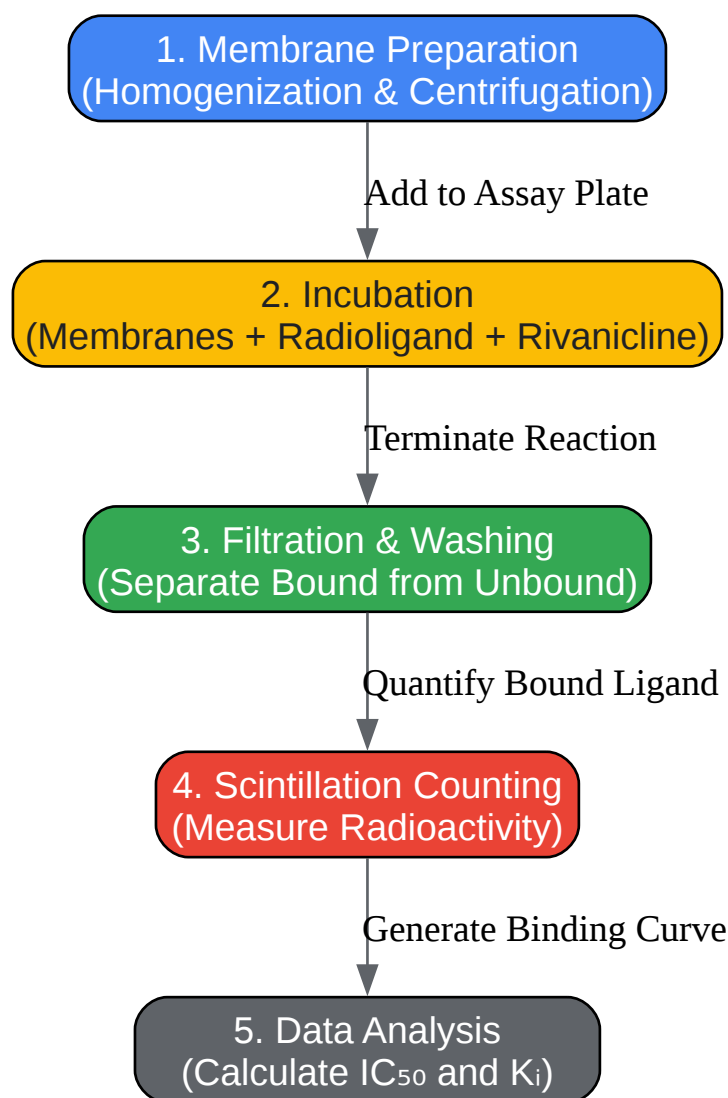 1. Membrane Preparation
(Homogenization & Centrifugation)
Add to Assay Plate
2. Incubation
(Membranes + Radioligand + Rivanicline)
Terminate Reaction
3. Filtration & Washing
(Separate Bound from Unbound)
Quantify Bound Ligand
4. Scintillation Counting
(Measure Radioactivity)
Generate Binding Curve
5. Data Analysis
(Calculate IC₅₀ and Kᵢ)